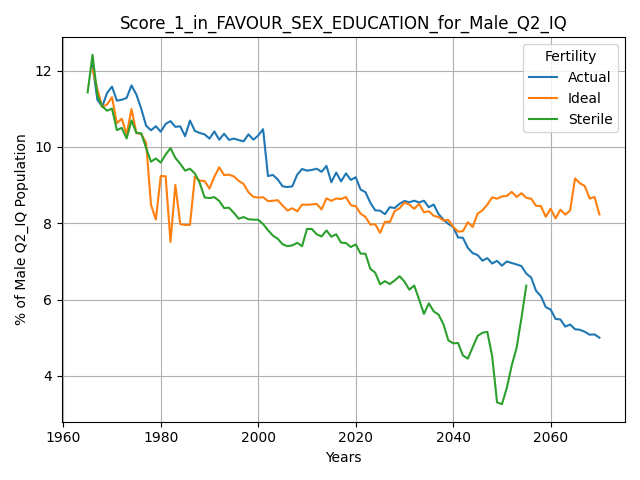 Score_1_in_FAVOUR_SEX_EDUCATION_for_Male_Q2_IQ
Fertility
Actual
Ideal
Sterile
% of Male Q2_IQ Population
12
10
8
6
4
1960
1980
2000
2020
2040
2060
Years